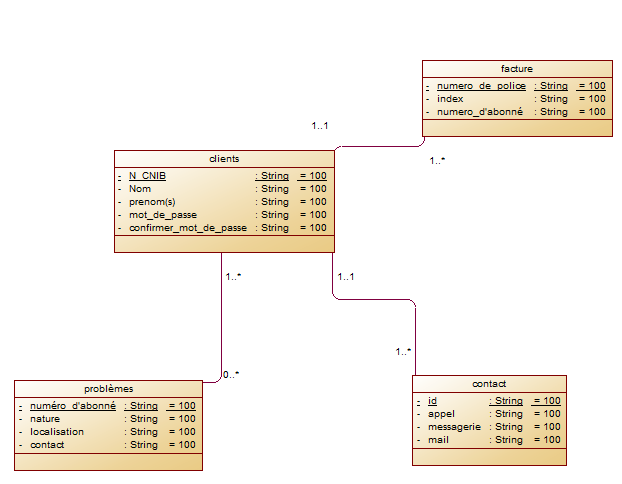 facture
- numero_de_police : String = 100
- index : String = 100
- numero_d'abonné : String = 100
1..1
1..*
clients
- N_CNIB : String = 100
- Nom : String = 100
- prenom(s) : String = 100
- mot_de_passe : String = 100
- confirmer_mot_de_passe : String = 100
1..*
1..1
0..*
1..*
problèmes
- numéro_d'abonné : String = 100
- nature : String = 100
- localisation : String = 100
- contact : String = 100
contact
- id : String = 100
- appel : String = 100
- messagerie : String = 100
- mail : String = 100